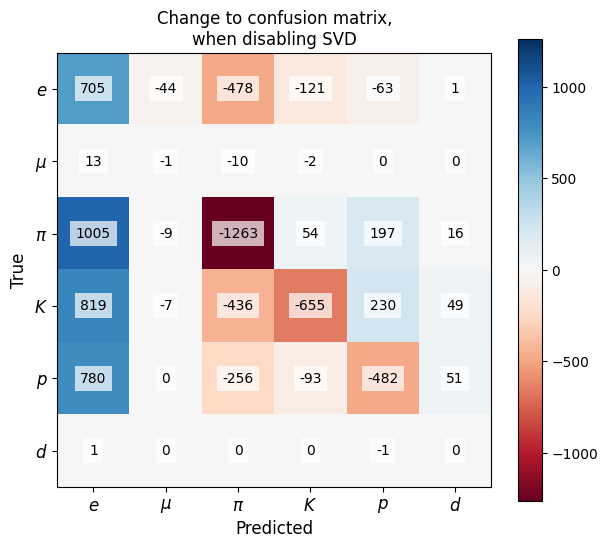 Change to confusion matrix,
when disabling SVD
e 705 -44 -478 -121 -63 1
μ 13 -1 -10 -2 0 0
π 1005 -9 -1263 54 197 16
K 819 -7 -436 -655 230 49
p 780 0 -256 -93 -482 51
d 1 0 0 0 -1 0
e μ π K p d
Predicted
True
1000
500
0
−500
−1000